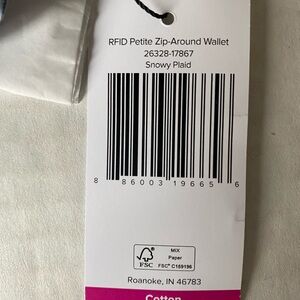 RFID Petite Zip-Around Wallet
26328-17867
Snowy Plaid
8 86003 19665 6
FSC
MIX
Paper
FSC® C159196
Roanoke, IN 46783
Cotton